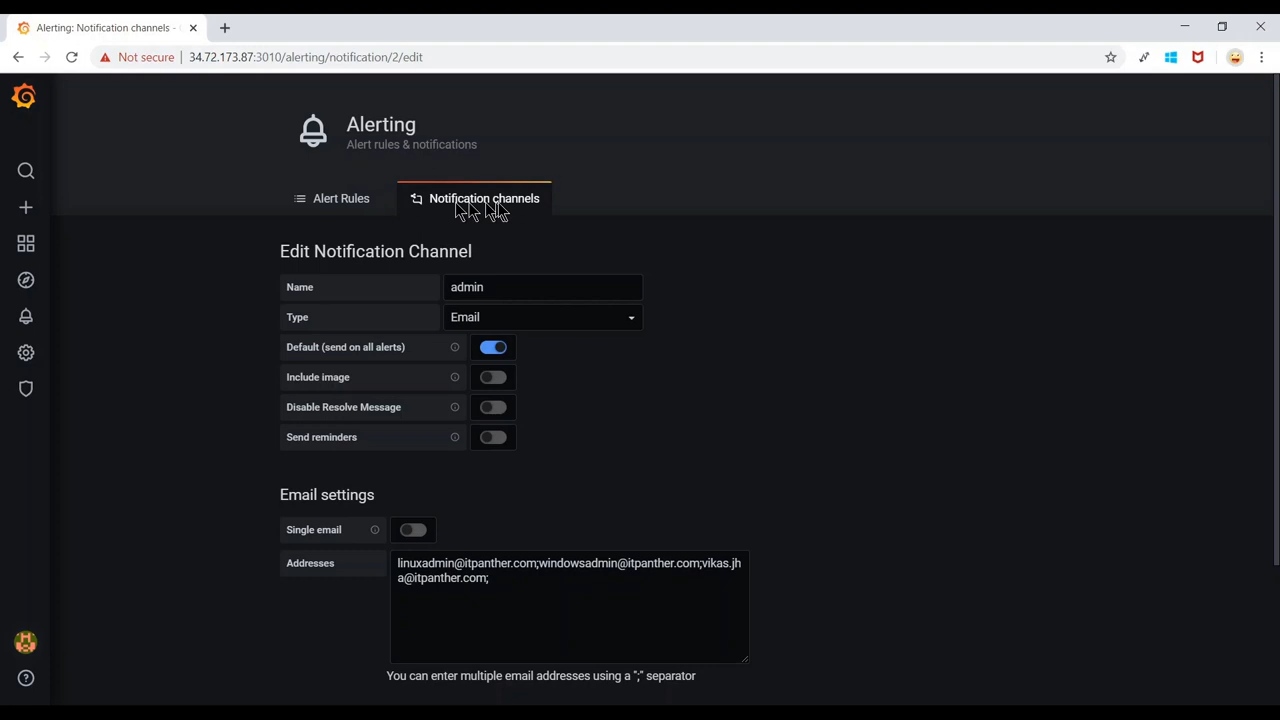 Alerting: Notification channels -
Not secure
34.72.173.87:3010/alerting/notification/2/edit
Alerting
Alert rules & notifications
Alert Rules
Notification channels
Edit Notification Channel
Name admin
Type Email
Default (send on all alerts)
Include image
Disable Resolve Message
Send reminders
Email settings
Single email
Addresses
linuxadmin@itpanther.com;windowsadmin@itpanther.com;vikas.jh
a@itpanther.com;
You can enter multiple email addresses using a ";" separator